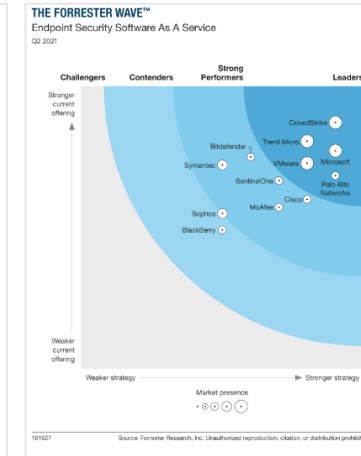 THE FORRESTER WAVE™
Endpoint Security Software As A Service
Q2 2021
Challengers
Contenders
Strong
Performers
Leaders
Stronger
current
offering
CrowdStrike
Trend Micro
Bitdefender
Microsoft
VMware
Symantec
SentinelOne
Palo Alto
Networks
Cisco
McAfee
Sophos
BlackBerry
Weaker
current
offering
Weaker strategy
Stronger strategy
Market presence
161627
Source: Forrester Research, Inc. Unauthorized reproduction, citation, or distribution prohibit